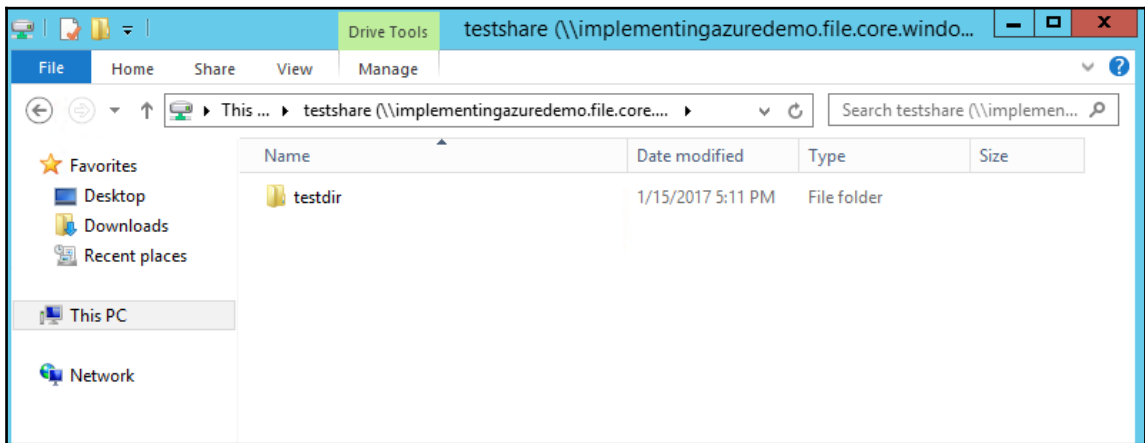 Drive Tools testshare (\\implementingazuredemo.file.core.windo...
File Home Share View Manage
This ... testshare (\\implementingazuredemo.file.core.... Search testshare (\\implemen...
Favorites
Desktop
Downloads
Recent places
This PC
Network
Name Date modified Type Size
testdir 1/15/2017 5:11 PM File folder